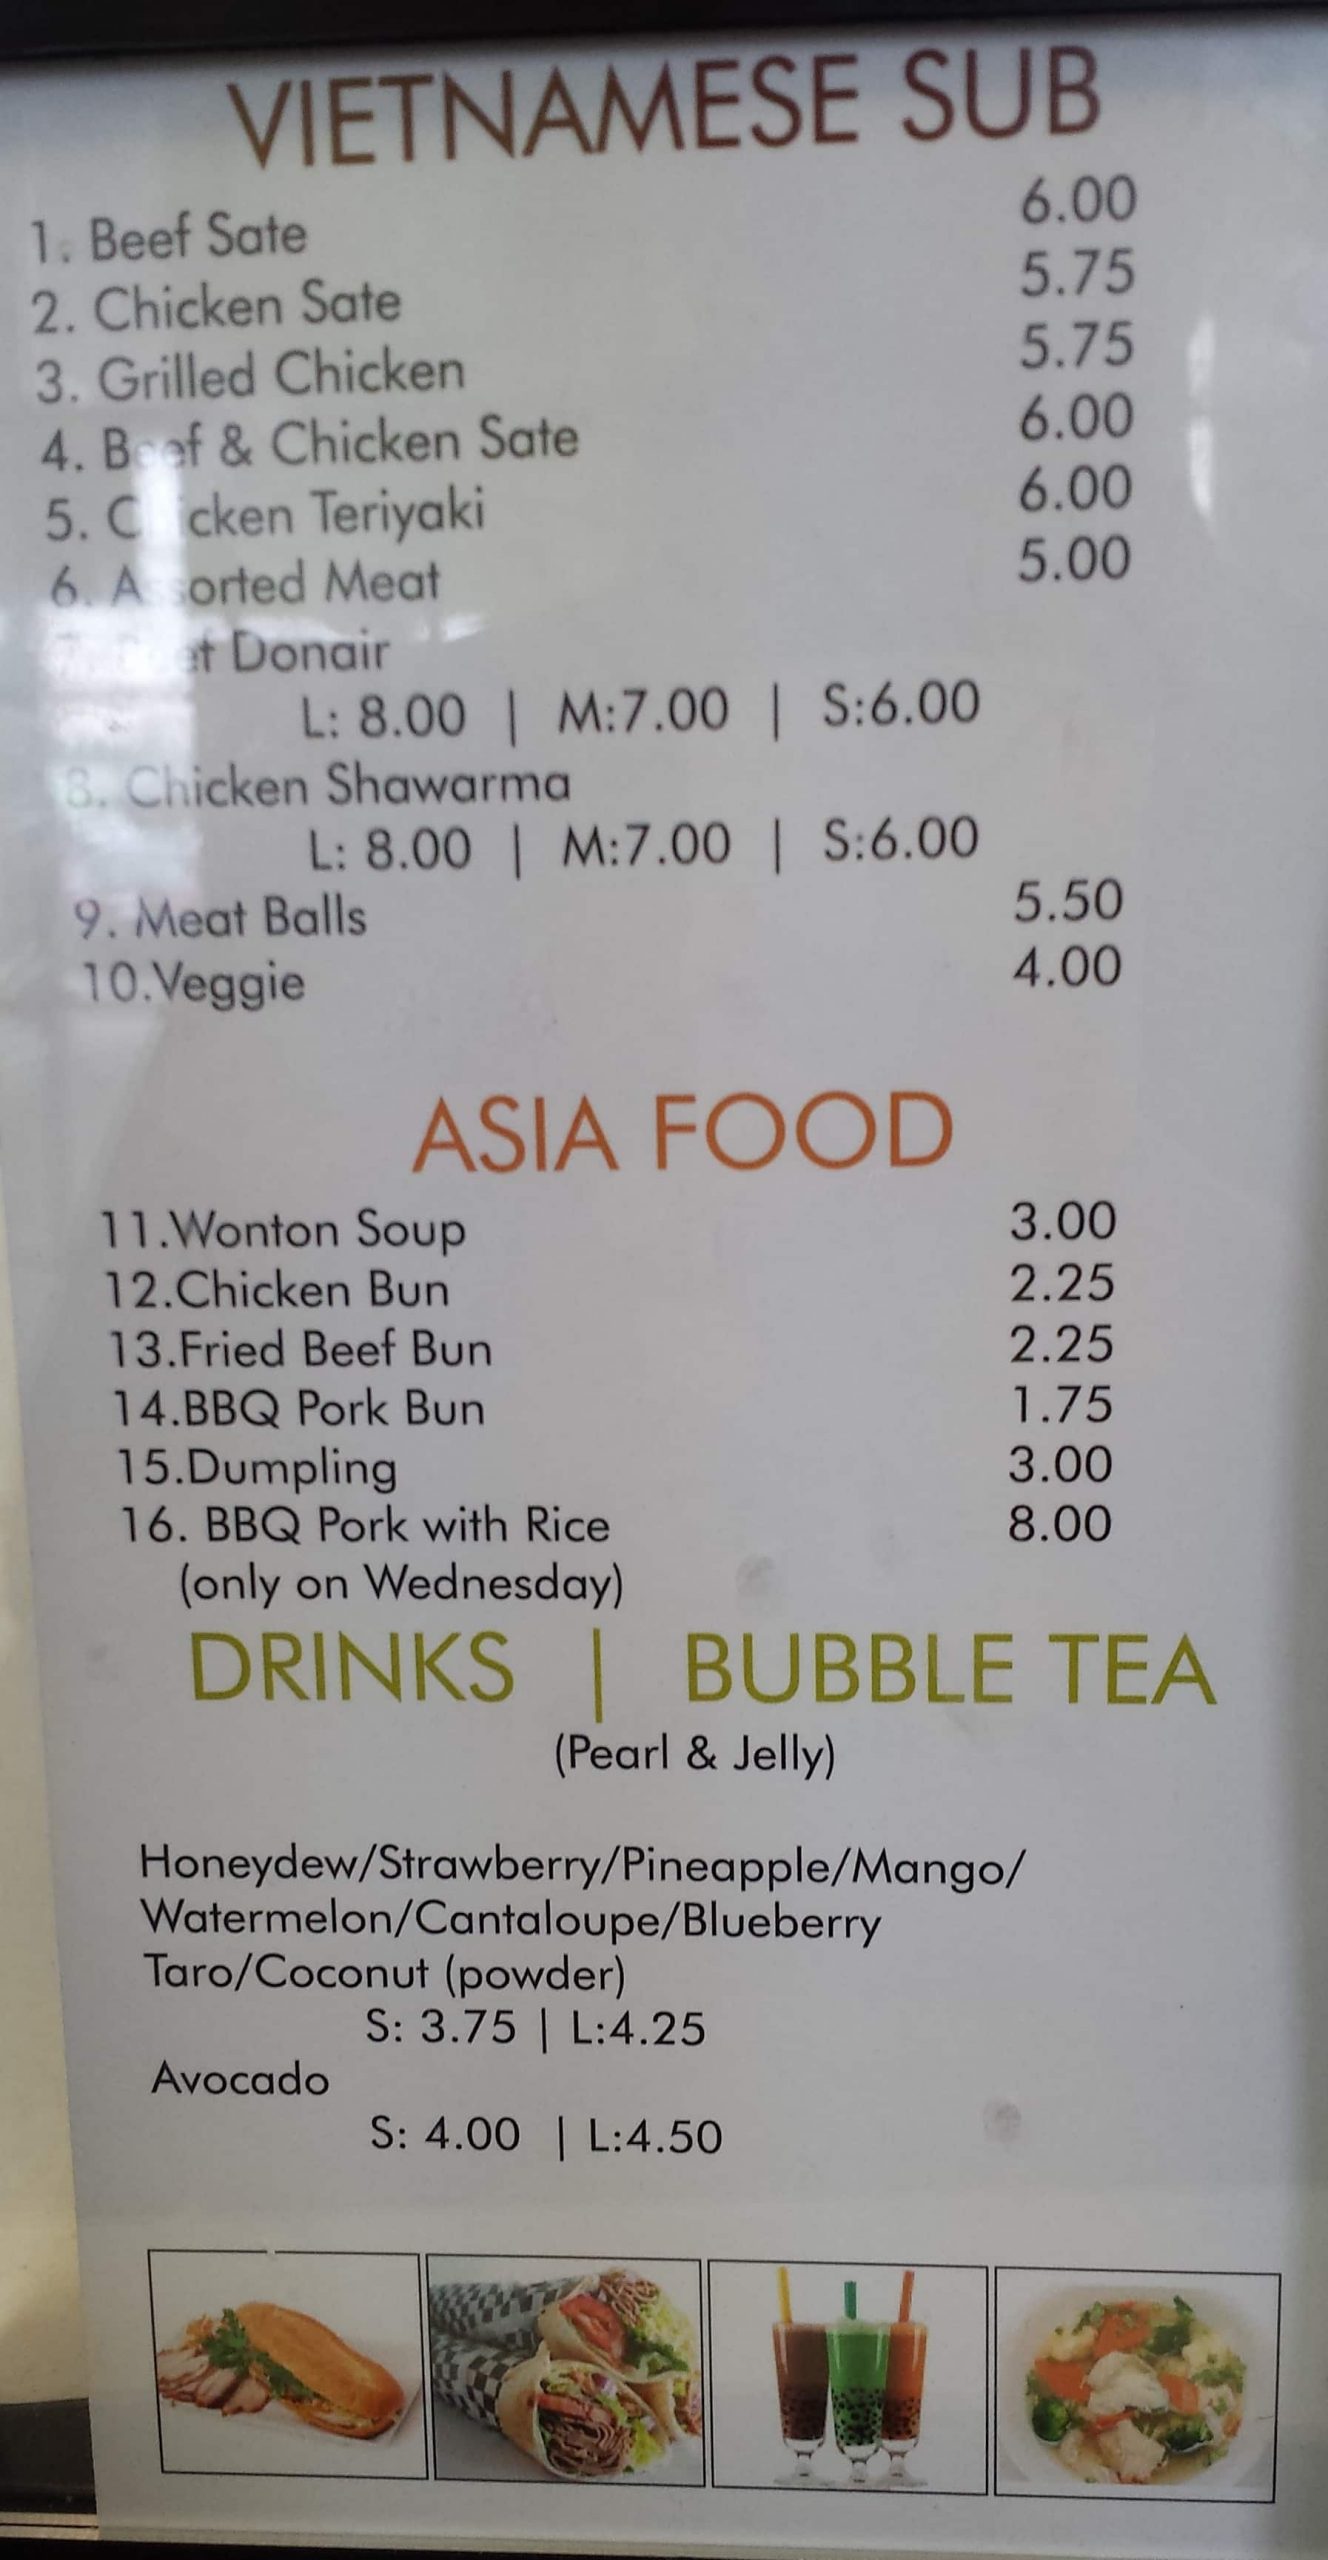 VIETNAMESE SUB
1. Beef Sate 6.00
2. Chicken Sate 5.75
3. Grilled Chicken 5.75
4. Beef & Chicken Sate 6.00
5. Chicken Teriyaki 6.00
6. Assorted Meat 5.00
7. Donair
L: 8.00 | M:7.00 | S:6.00
8. Chicken Shawarma
L: 8.00 | M:7.00 | S:6.00
9. Meat Balls 5.50
10.Veggie 4.00
ASIA FOOD
11.Wonton Soup 3.00
12.Chicken Bun 2.25
13.Fried Beef Bun 2.25
14.BBQ Pork Bun 1.75
15.Dumpling 3.00
16. BBQ Pork with Rice 8.00
(only on Wednesday)
DRINKS | BUBBLE TEA
(Pearl & Jelly)
Honeydew/Strawberry/Pineapple/Mango/
Watermelon/Cantaloupe/Blueberry
Taro/Coconut (powder)
S: 3.75 | L:4.25
Avocado
S: 4.00 | L:4.50